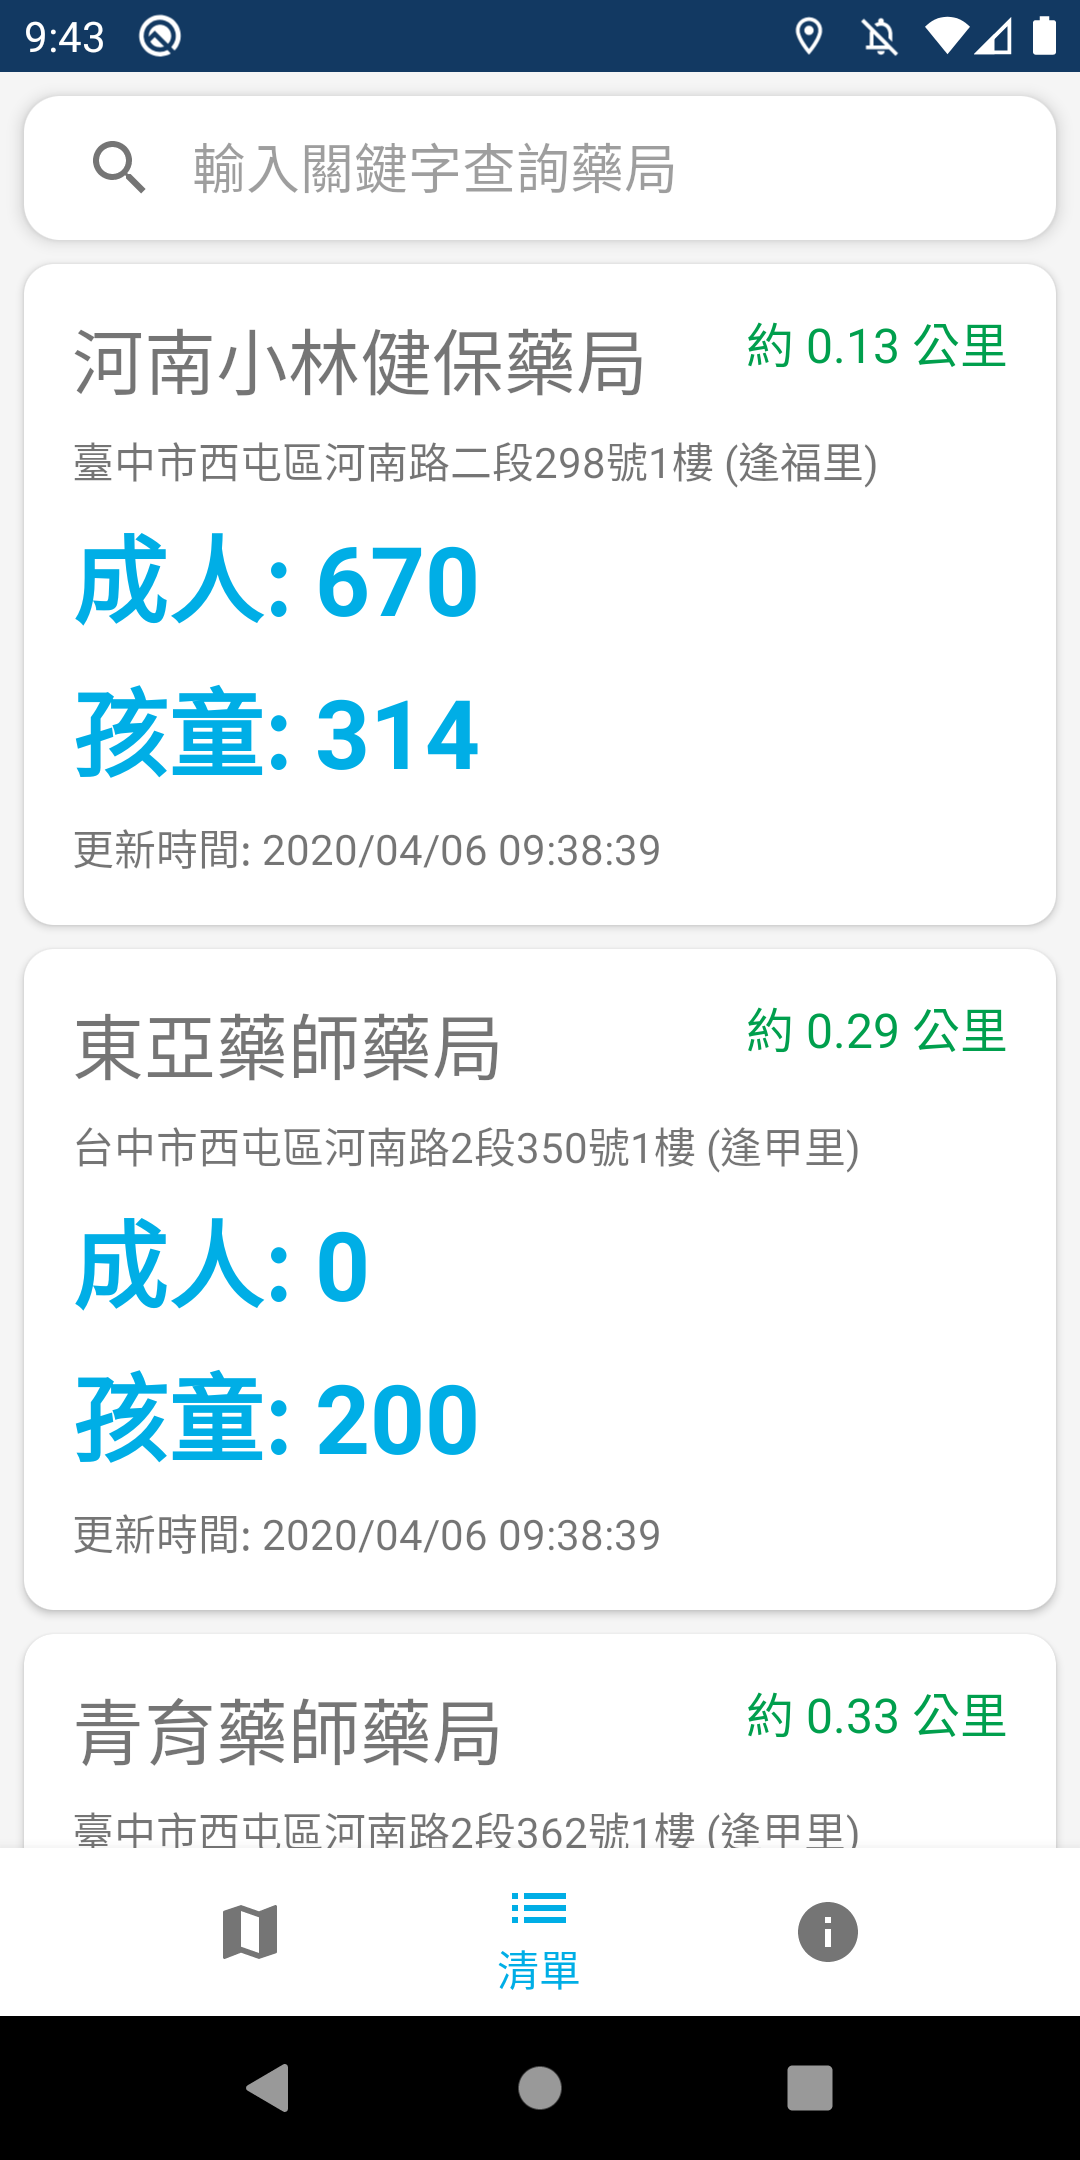 9:43
輸入關鍵字查詢藥局
河南小林健保藥局
約 0.13 公里
臺中市西屯區河南路二段298號1樓 (逢福里)
成人: 670
孩童: 314
更新時間: 2020/04/06 09:38:39
東亞藥師藥局
約 0.29 公里
台中市西屯區河南路2段350號1樓 (逢甲里)
成人: 0
孩童: 200
更新時間: 2020/04/06 09:38:39
青育藥師藥局
約 0.33 公里
臺中市西屯區河南路2段362號1樓 (逢甲里)
清單